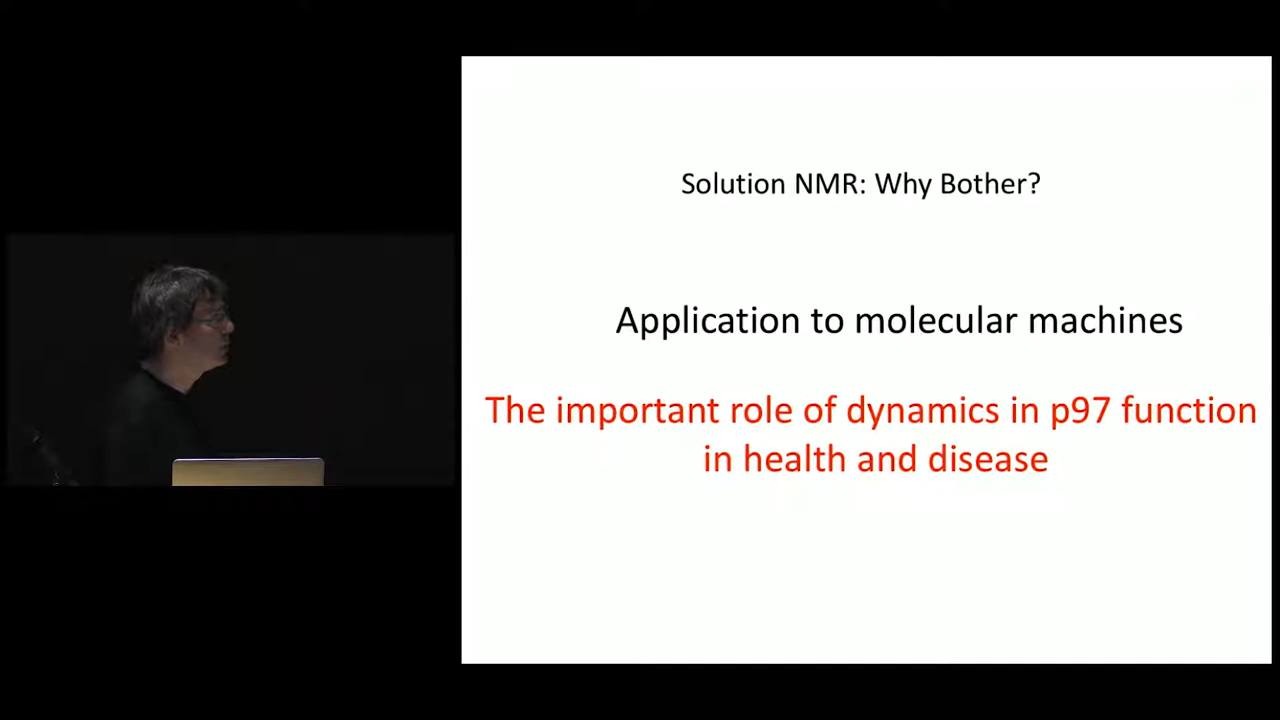 Solution NMR: Why Bother?
Application to molecular machines
The important role of dynamics in p97 function
in health and disease